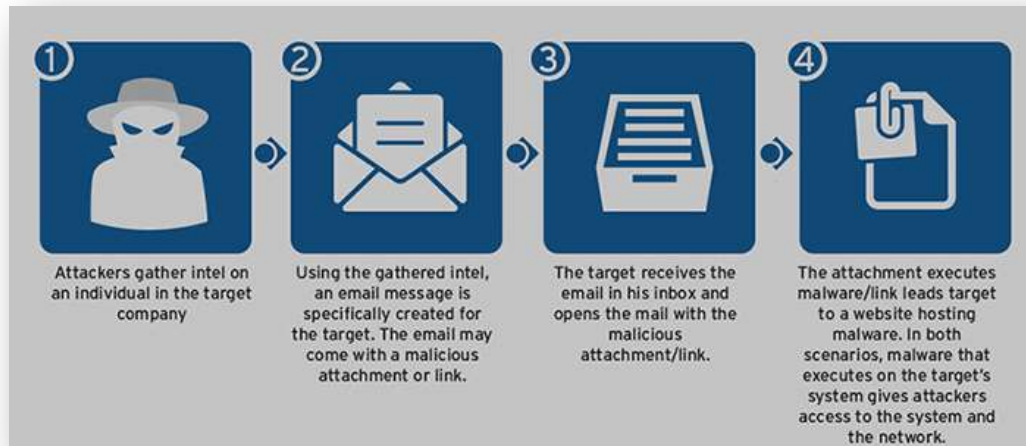 1
Attackers gather intel on
an individual in the target
company
2
Using the gathered intel,
an email message is
specifically created for
the target. The email may
come with a malicious
attachment or link.
3
The target receives the
email in his inbox and
opens the mail with the
malicious
attachment/link.
4
The attachment executes
malware/link leads target
to a website hosting
malware. In both
scenarios, malware that
executes on the target's
system gives attackers
access to the system and
the network.